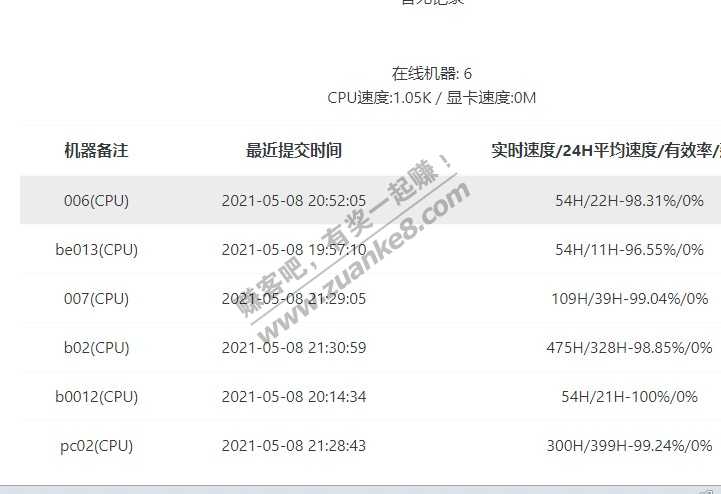 暂无记录
在线机器: 6
CPU速度:1.05K / 显卡速度:0M
机器备注 最近提交时间 实时速度/24H平均速度/有效率/
006(CPU) 2021-05-08 20:52:05 54H/22H-98.31%/0%
be013(CPU) 2021-05-08 19:57:10 54H/11H-96.55%/0%
007(CPU) 2021-05-08 21:29:05 109H/39H-99.04%/0%
b02(CPU) 2021-05-08 21:30:59 475H/328H-98.85%/0%
b0012(CPU) 2021-05-08 20:14:34 54H/21H-100%/0%
pc02(CPU) 2021-05-08 21:28:43 300H/399H-99.24%/0%
赚客吧，有奖一起赚！
www.zuanke8.com